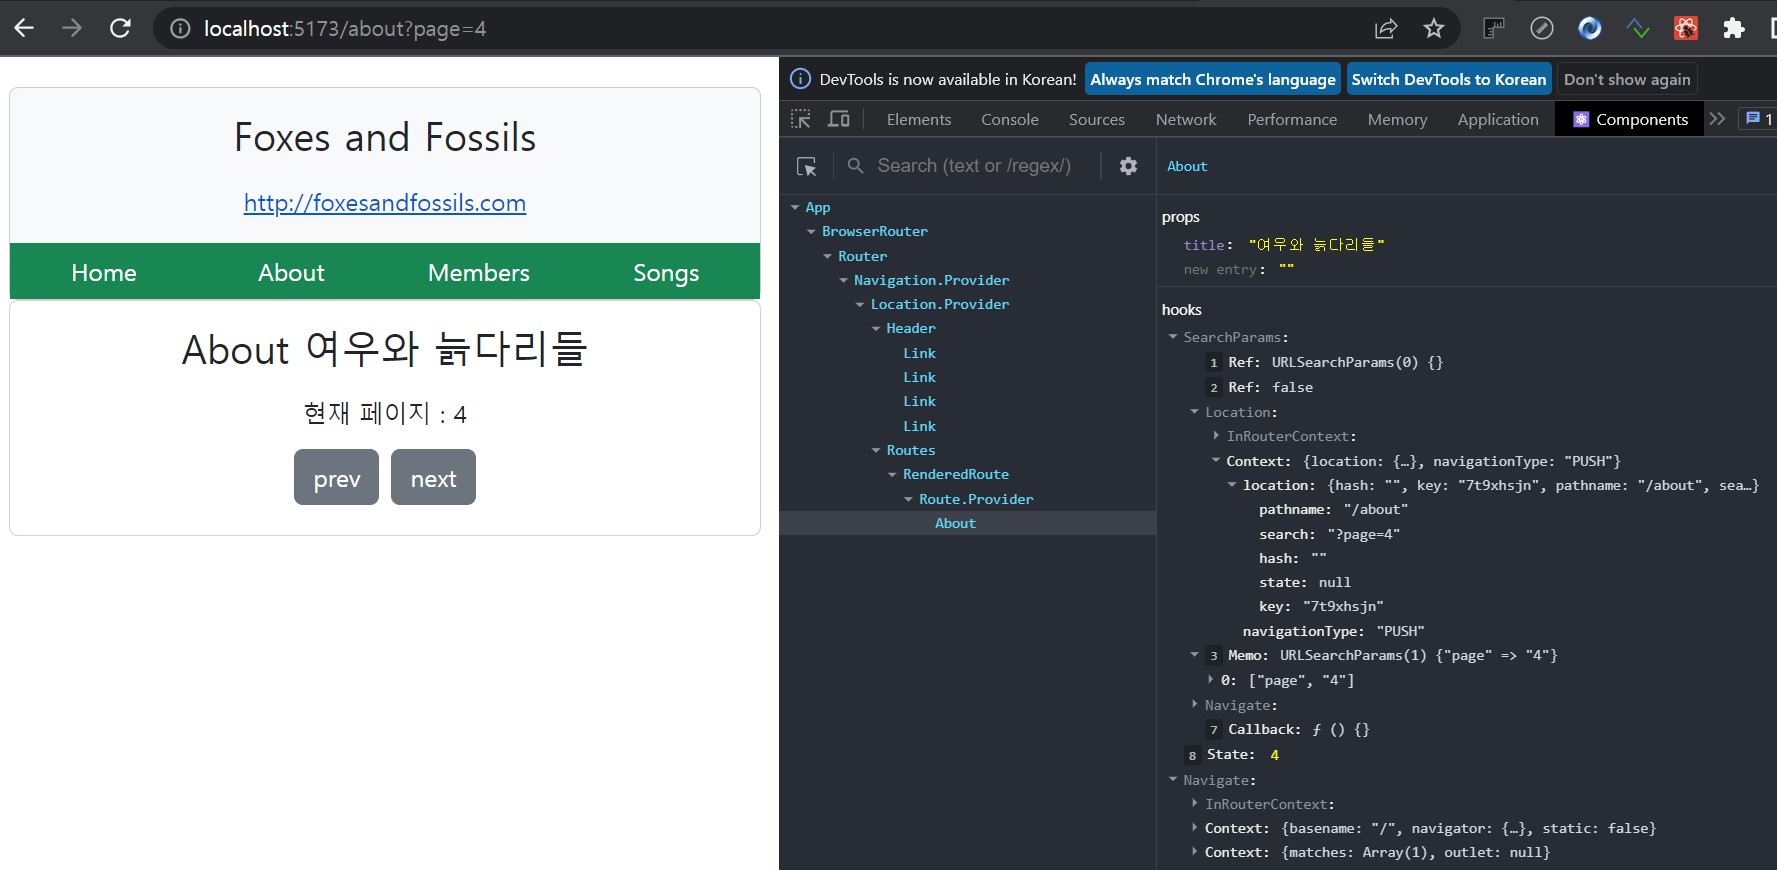 localhost:5173/about?page=4
Foxes and Fossils
http://foxesandfossils.com
Home About Members Songs
About 여우와 늙다리들
현재 페이지 : 4
prev next
DevTools is now available in Korean! Always match Chrome's language Switch DevTools to Korean Don't show again
Elements Console Sources Network Performance Memory Application Components 1
Search (text or /regex/)
App
BrowserRouter
Router
Navigation.Provider
Location.Provider
Header
Link
Link
Link
Link
Routes
RenderedRoute
Route.Provider
About
About
props
title: "여우와 늙다리들"
new entry: ""
hooks
SearchParams:
1 Ref: URLSearchParams(0) {}
2 Ref: false
Location:
InRouterContext:
Context: {location: {…}, navigationType: "PUSH"}
location: {hash: "", key: "7t9xhsjn", pathname: "/about", sea…}
pathname: "/about"
search: "?page=4"
hash: ""
state: null
key: "7t9xhsjn"
navigationType: "PUSH"
3 Memo: URLSearchParams(1) {"page" => "4"}
0: ["page", "4"]
Navigate:
7 Callback: ƒ () {}
8 State: 4
Navigate:
InRouterContext:
Context: {basename: "/", navigator: {…}, static: false}
Context: {matches: Array(1), outlet: null}